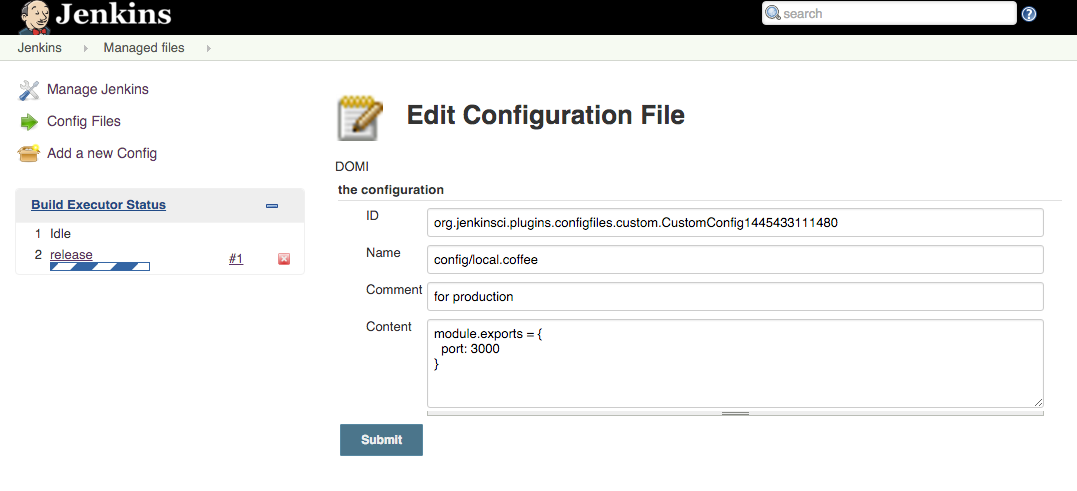 Jenkins
search
Jenkins Managed files
Manage Jenkins
Config Files
Add a new Config
Build Executor Status
1 Idle
2 release #1
Edit Configuration File
DOMI
the configuration
ID org.jenkinsci.plugins.configfiles.custom.CustomConfig1445433111480
Name config/local.coffee
Comment for production
Content module.exports = {
port: 3000
}
Submit